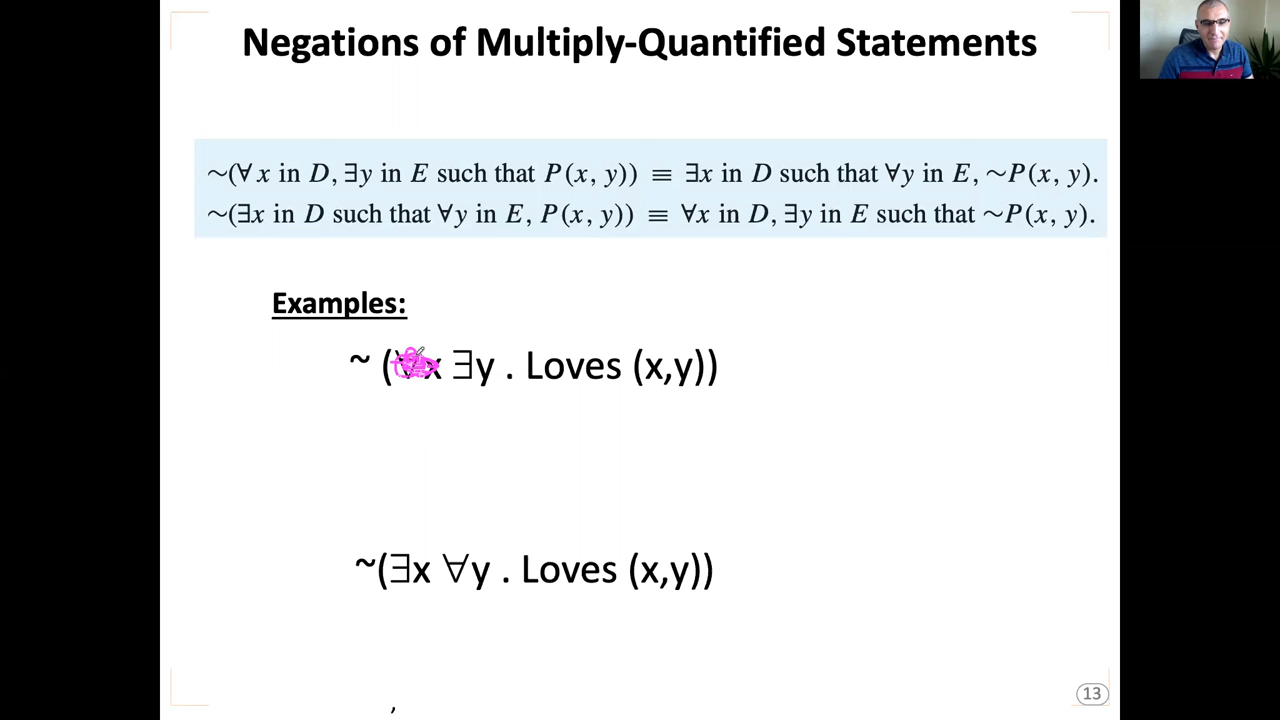 Negations of Multiply-Quantified Statements
~(∀ x in D, ∃y in E such that P(x, y)) ≡ ∃x in D such that ∀y in E, ~P(x, y).
~(∃x in D such that ∀y in E, P(x, y)) ≡ ∀x in D, ∃y in E such that ~P(x, y).
Examples:
~ (∀x ∃y . Loves (x,y))
~(∃x ∀y . Loves (x,y))
13
,